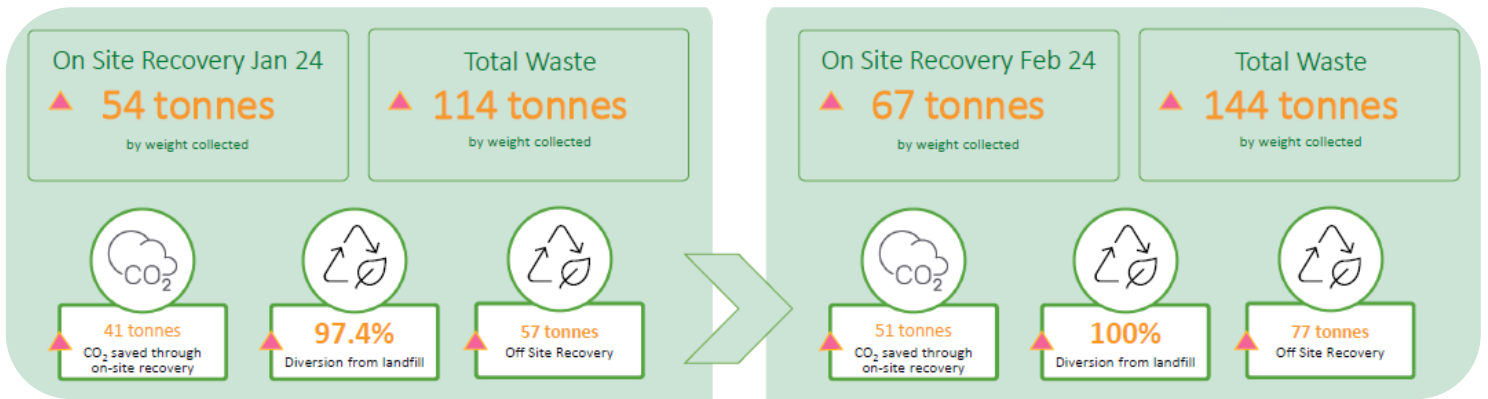 On Site Recovery Jan 24
54 tonnes
by weight collected
Total Waste
114 tonnes
by weight collected
CO2
41 tonnes
CO2 saved through
on-site recovery
97.4%
Diversion from landfill
57 tonnes
Off Site Recovery
On Site Recovery Feb 24
67 tonnes
by weight collected
Total Waste
144 tonnes
by weight collected
CO2
51 tonnes
CO2 saved through
on-site recovery
100%
Diversion from landfill
77 tonnes
Off Site Recovery